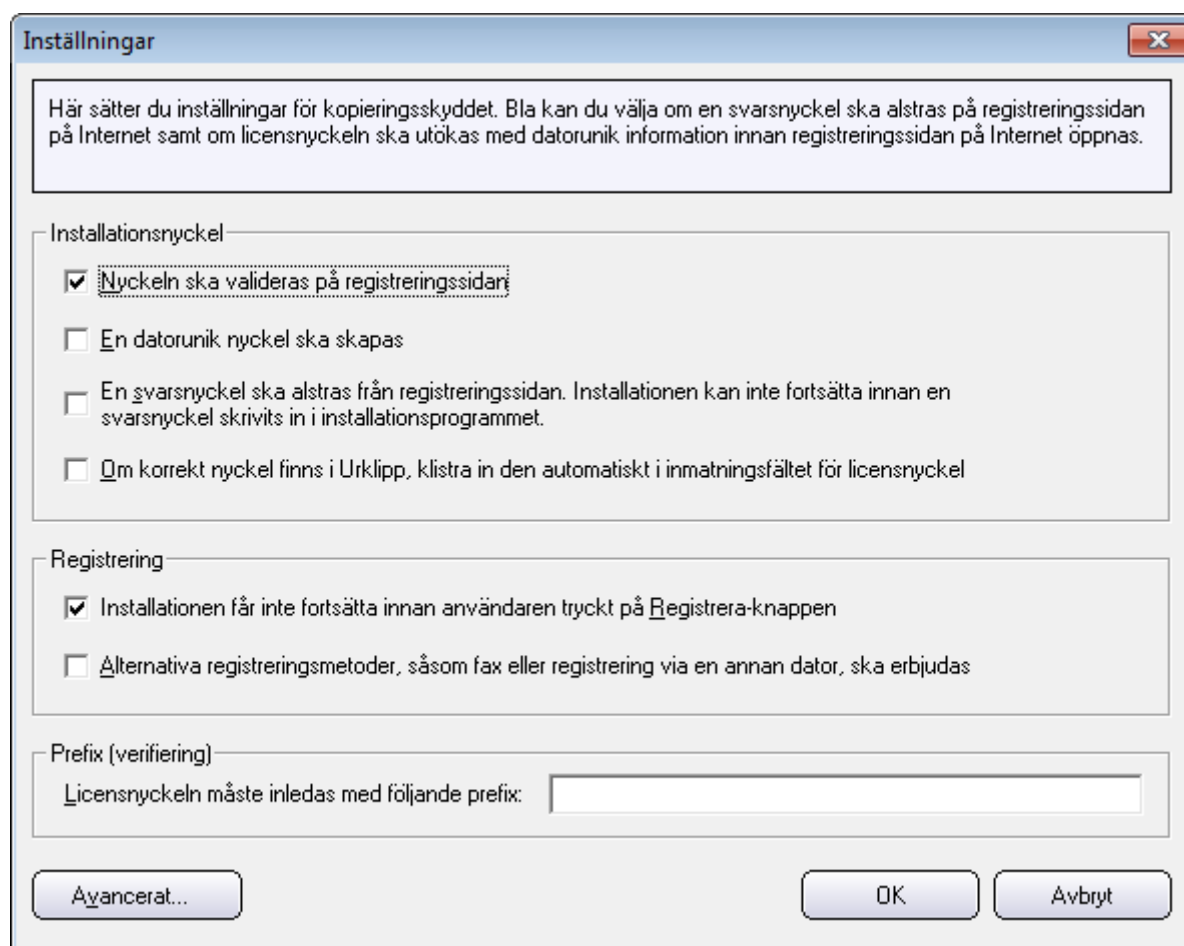 Inställningar
Här sätter du inställningar för kopieringsskyddet. Bla kan du välja om en svarsnyckel ska alstras på registreringssidan
på Internet samt om licensnyckeln ska utökas med datorunik information innan registreringssidan på Internet öppnas.
Installationsnyckel
Nyckeln ska valideras på registreringssidan
En datorunik nyckel ska skapas
En svarsnyckel ska alstras från registreringssidan. Installationen kan inte fortsätta innan en
svarsnyckel skrivits in i installationsprogrammet.
Om korrekt nyckel finns i Urklipp, klistra in den automatiskt i inmatningsfältet för licensnyckel
Registrering
Installationen får inte fortsätta innan användaren tryckt på Registrera-knappen
Alternativa registreringsmetoder, såsom fax eller registrering via en annan dator, ska erbjudas
Prefix (verifiering)
Licensnyckeln måste inledas med följande prefix:
Avancerat...
OK
Avbryt